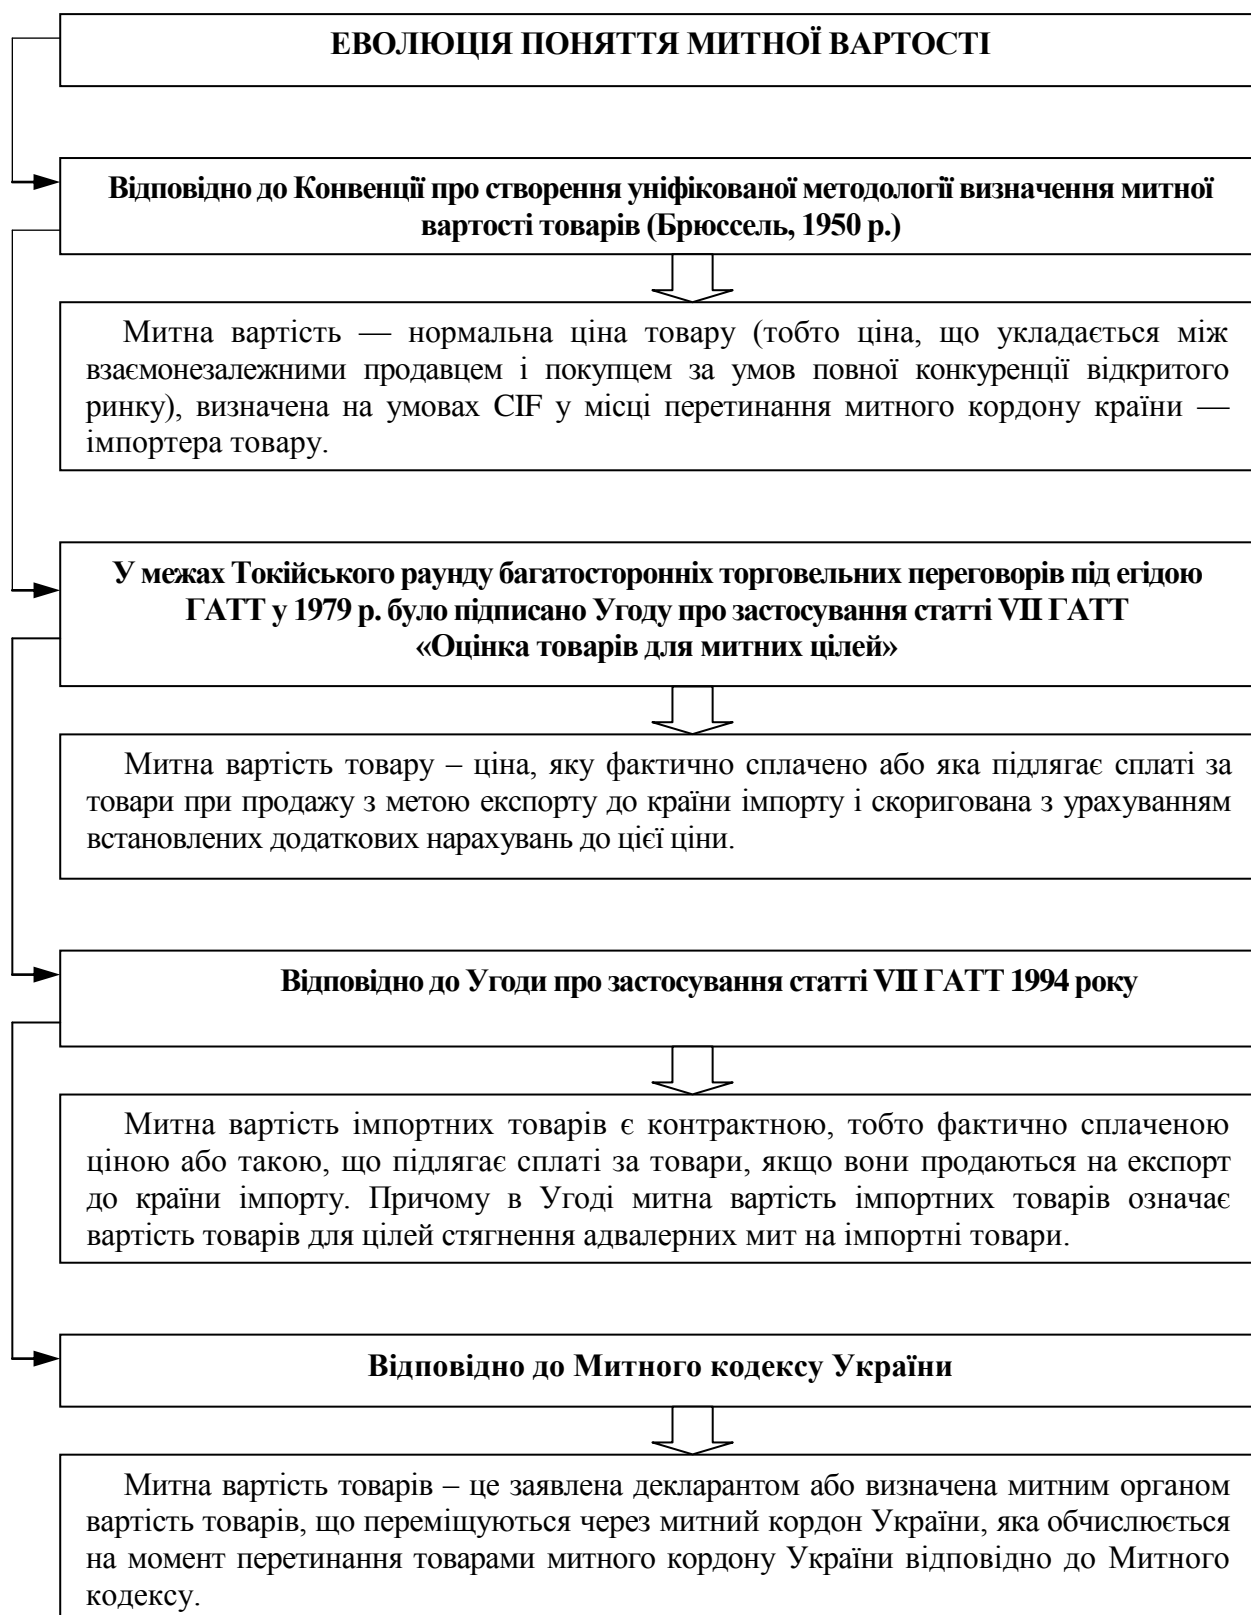 ЕВОЛЮЦІЯ ПОНЯТТЯ МИТНОЇ ВАРТОСТІ
Відповідно до Конвенції про створення уніфікованої методології визначення митної
вартості товарів (Брюссель, 1950 р.)
Митна вартість — нормальна ціна товару (тобто ціна, що укладається між
взаємонезалежними продавцем і покупцем за умов повної конкуренції відкритого
ринку), визначена на умовах CIF у місці перетинання митного кордону країни —
імпортера товару.
У межах Токійського раунду багатосторонніх торговельних переговорів під егідою
ГАТТ у 1979 р. було підписано Угоду про застосування статті VII ГАТТ
«Оцінка товарів для митних цілей»
Митна вартість товару – ціна, яку фактично сплачено або яка підлягає сплаті за
товари при продажу з метою експорту до країни імпорту і скоригована з урахуванням
встановлених додаткових нарахувань до цієї ціни.
Відповідно до Угоди про застосування статті VII ГАТТ 1994 року
Митна вартість імпортних товарів є контрактною, тобто фактично сплаченою
ціною або такою, що підлягає сплаті за товари, якщо вони продаються на експорт
до країни імпорту. Причому в Угоді митна вартість імпортних товарів означає
вартість товарів для цілей стягнення адвалерних мит на імпортні товари.
Відповідно до Митного кодексу України
Митна вартість товарів – це заявлена декларантом або визначена митним органом
вартість товарів, що переміщуються через митний кордон України, яка обчислюється
на момент перетинання товарами митного кордону України відповідно до Митного
кодексу.